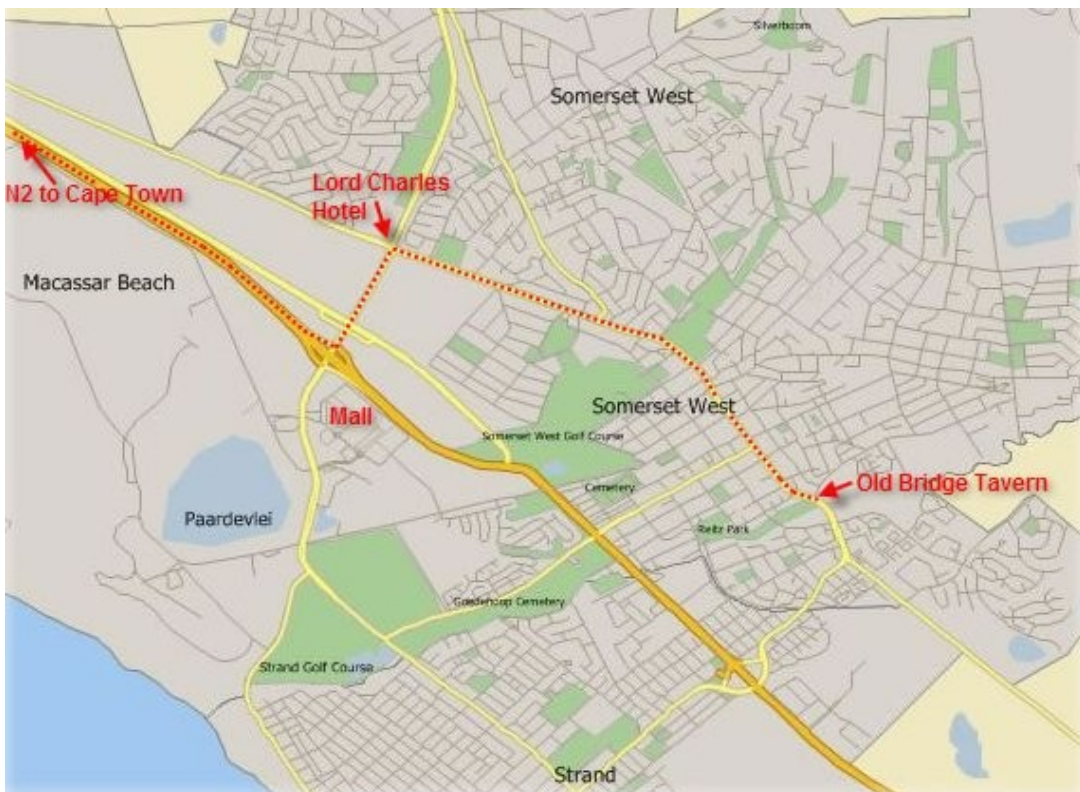 Silverboom
Somerset West
N2 to Cape Town
Lord Charles
Hotel
Macassar Beach
Somerset West
Mall
Somerset West Golf Course
Cemetery
Old Bridge Tavern
Paardevlei
Reitz Park
Goedehoop Cemetery
Strand Golf Course
Strand